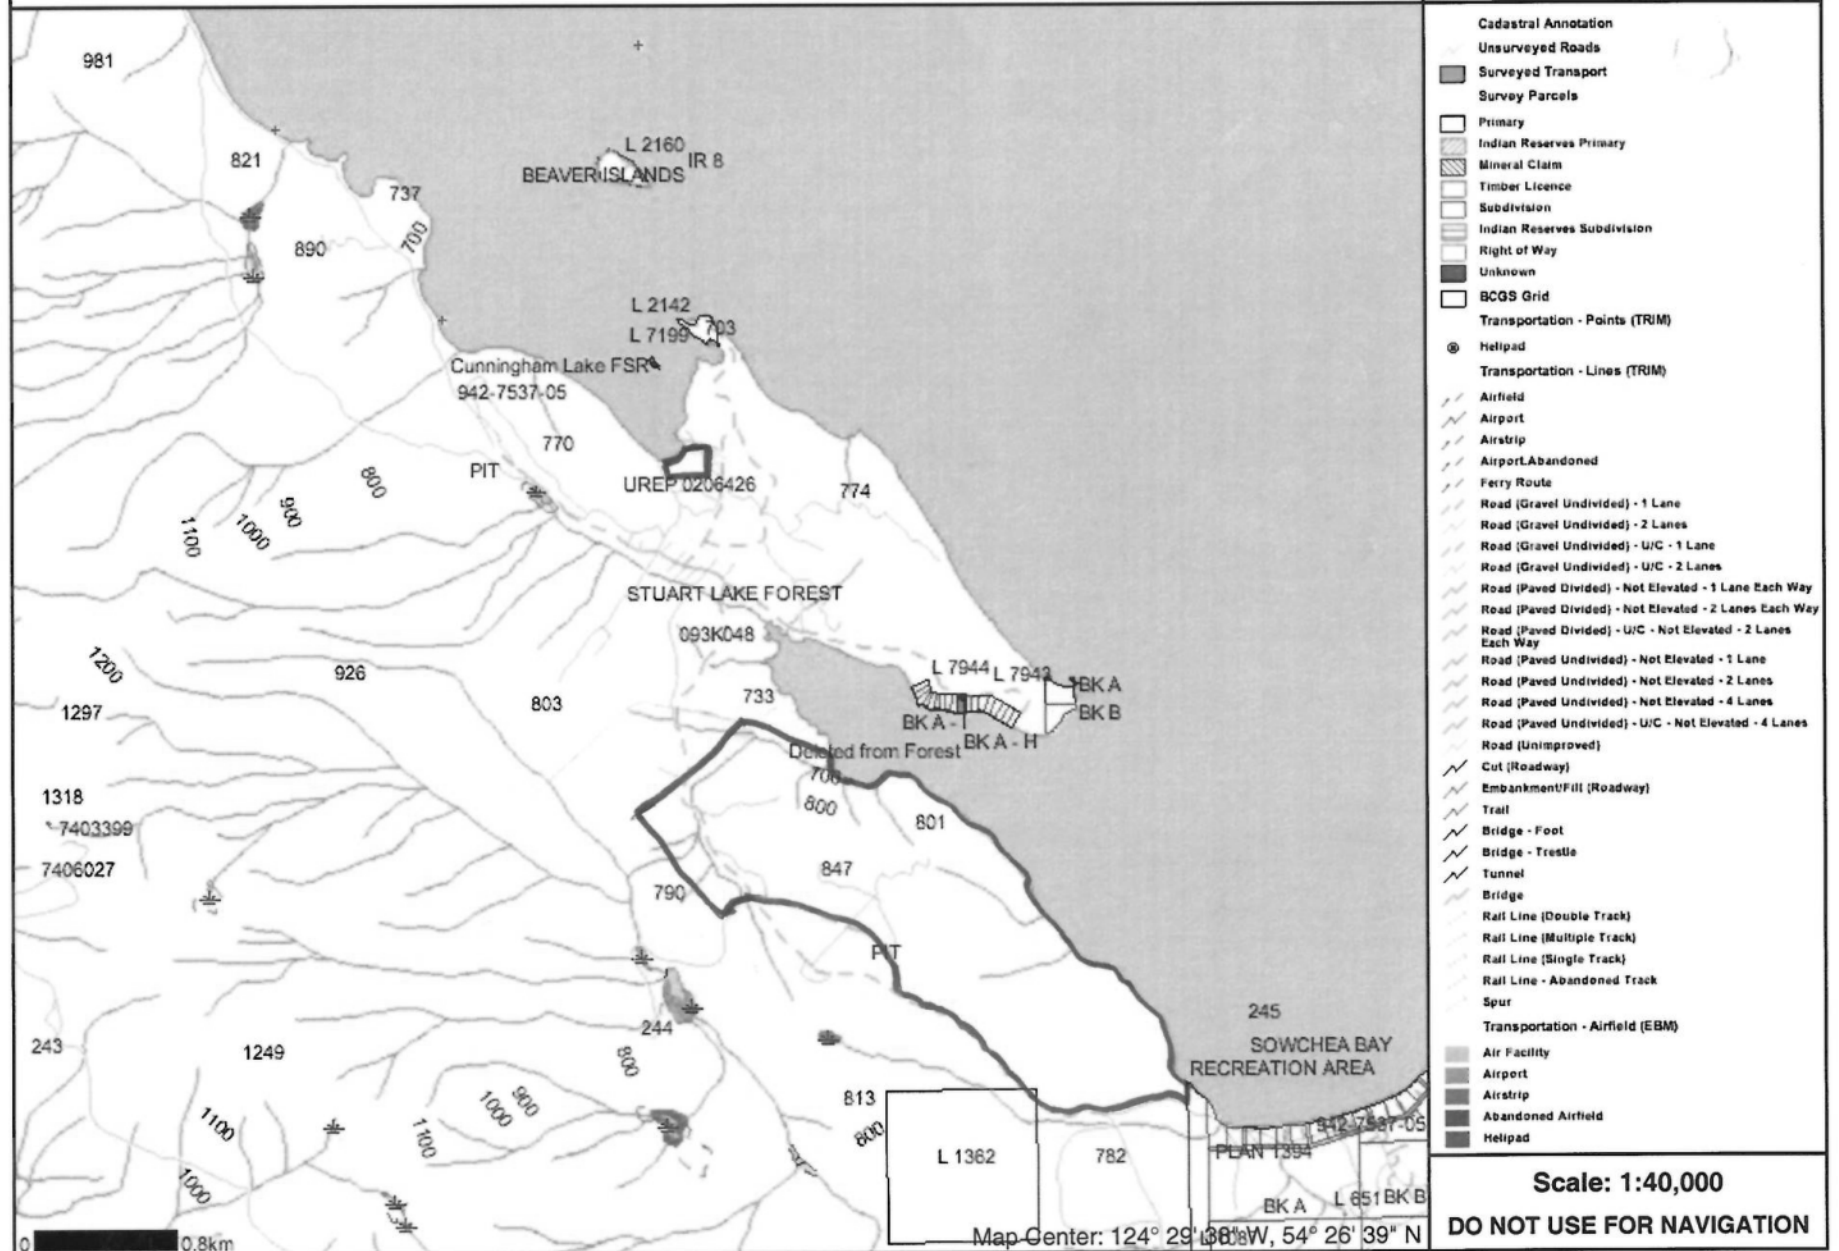 981
821
L 2160
IR 8
BEAVER ISLANDS
737
890
700
L 2142
703
L 7199
Cunningham Lake FSR
942-7537-05
770
PIT
800
UREP 0206426
774
900
1100
1000
STUART LAKE FOREST
093K048
1200
926
L 7944
733
BK A
1297
803
BK B
BK A - I
BK A - H
Deleted from Forest
700
1318
800
801
7403399
847
7406027
790
PIT
245
244
243
1249
SOWCHEA BAY
RECREATION AREA
800
900
1000
813
1100
1100
800
942-7537-05
L 1362
782
PLAN 1394
1000
BK A
L 651
BK B
0
0.8km
Map Center: 124° 29' 38" W, 54° 26' 39" N
Cadastral Annotation
Unsurveyed Roads
Surveyed Transport
Survey Parcels
Primary
Indian Reserves Primary
Mineral Claim
Timber Licence
Subdivision
Indian Reserves Subdivision
Right of Way
Unknown
BCGS Grid
Transportation - Points (TRIM)
Helipad
Transportation - Lines (TRIM)
Airfield
Airport
Airstrip
Airport.Abandoned
Ferry Route
Road (Gravel Undivided) - 1 Lane
Road (Gravel Undivided) - 2 Lanes
Road (Gravel Undivided) - U/C - 1 Lane
Road (Gravel Undivided) - U/C - 2 Lanes
Road (Paved Divided) - Not Elevated - 1 Lane Each Way
Road (Paved Divided) - Not Elevated - 2 Lanes Each Way
Road (Paved Divided) - U/C - Not Elevated - 2 Lanes
Each Way
Road (Paved Undivided) - Not Elevated - 1 Lane
Road (Paved Undivided) - Not Elevated - 2 Lanes
Road (Paved Undivided) - Not Elevated - 4 Lanes
Road (Paved Undivided) - U/C - Not Elevated - 4 Lanes
Road (Unimproved)
Cut (Roadway)
Embankment/Fill (Roadway)
Trail
Bridge - Foot
Bridge - Trestle
Tunnel
Bridge
Rail Line (Double Track)
Rail Line (Multiple Track)
Rail Line (Single Track)
Rail Line - Abandoned Track
Spur
Transportation - Airfield (EBM)
Air Facility
Airport
Airstrip
Abandoned Airfield
Helipad
Scale: 1:40,000
DO NOT USE FOR NAVIGATION